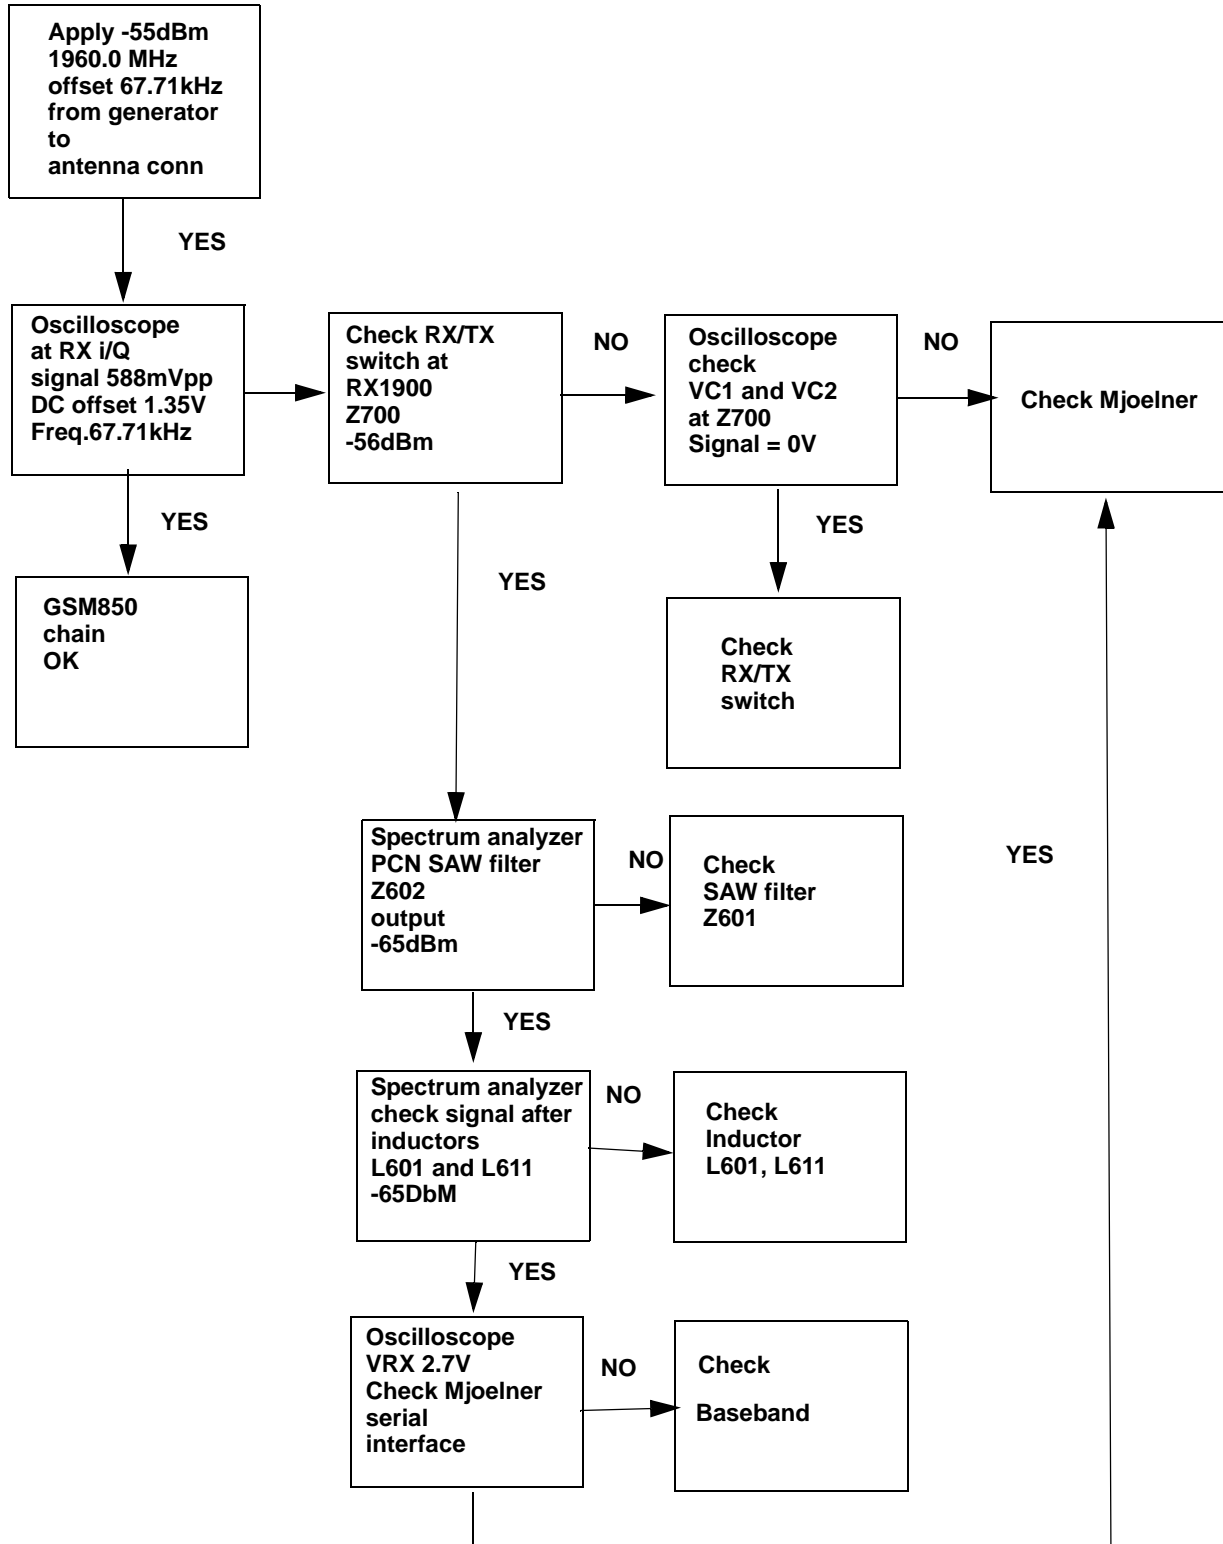 Apply -55dBm
1960.0 MHz
offset 67.71kHz
from generator
to
antenna conn
YES
Oscilloscope
at RX i/Q
signal 588mVpp
DC offset 1.35V
Freq.67.71kHz
Check RX/TX
switch at
RX1900
Z700
-56dBm
NO
Oscilloscope
check
VC1 and VC2
at Z700
Signal = 0V
NO
Check Mjoelner
YES
GSM850
chain
OK
YES
YES
Check
RX/TX
switch
Spectrum analyzer
PCN SAW filter
Z602
output
-65dBm
NO
Check
SAW filter
Z601
YES
YES
Spectrum analyzer
check signal after
inductors
L601 and L611
-65DbM
NO
Check
Inductor
L601, L611
YES
Oscilloscope
VRX 2.7V
Check Mjoelner
serial
interface
NO
Check
Baseband